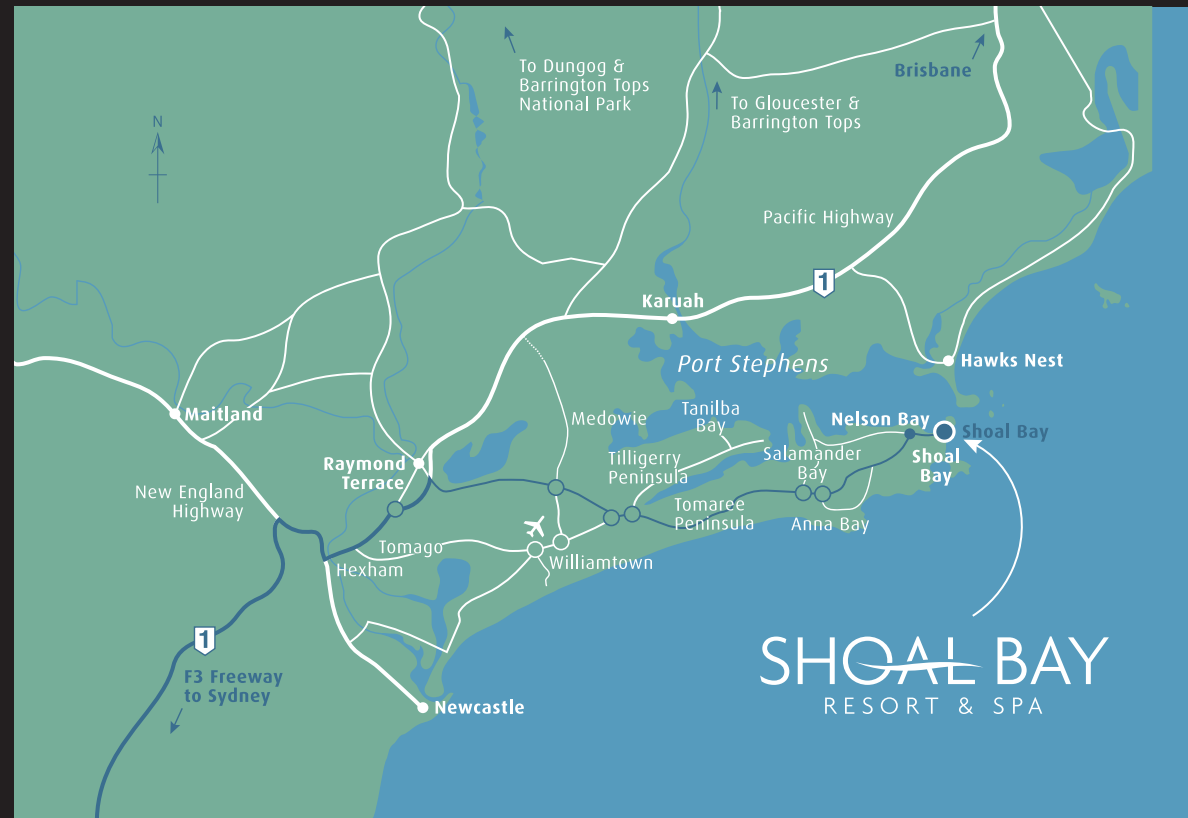 To Dungog &
Barrington Tops
National Park
Brisbane
To Gloucester &
Barrington Tops
N
Pacific Highway
1
Karuah
Port Stephens
Hawks Nest
Maitland
Medowie
Tanilba
Bay
Nelson Bay
Shoal Bay
Shoal
Bay
Raymond
Terrace
Tilligerry
Peninsula
Salamander
Bay
New England
Highway
Tomaree
Peninsula
Anna Bay
Tomago
Hexham
Williamtown
1
F3 Freeway
to Sydney
Newcastle
SHOAL BAY
RESORT & SPA